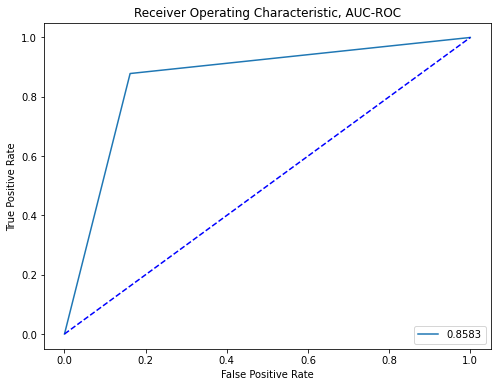 Receiver Operating Characteristic, AUC-ROC
True Positive Rate
1.0
0.8
0.6
0.4
0.2
0.0
0.8583
0.0 0.2 0.4 0.6 0.8 1.0
False Positive Rate